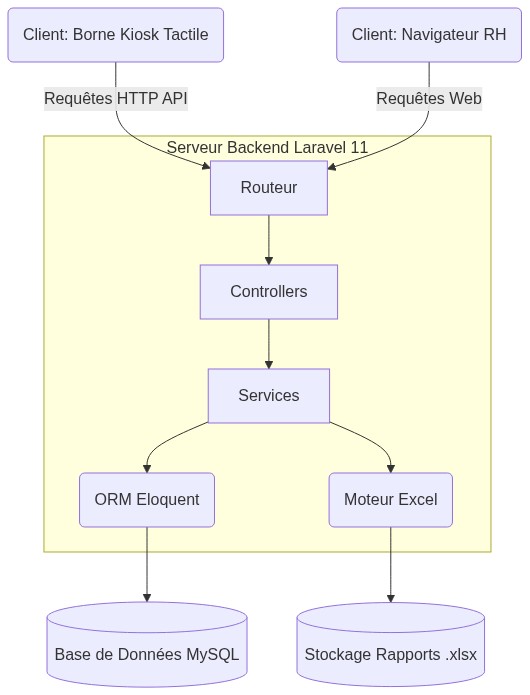 Client: Borne Kiosk Tactile
Client: Navigateur RH
Requêtes HTTP API
Requêtes Web
Serveur Backend Laravel 11
Routeur
Controllers
Services
ORM Eloquent
Moteur Excel
Base de Données MySQL
Stockage Rapports .xlsx